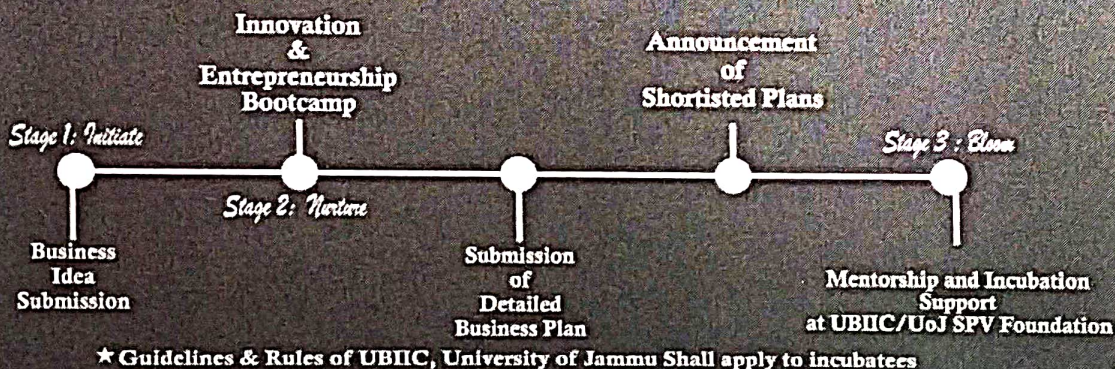 Innovation
&
Entrepreneurship
Bootcamp
Announcement
of
Shortisted Plans
Stage 1: Initiate
Stage 3 : Bloom
Stage 2: Nurture
Business
Idea
Submission
Submission
of
Detailed
Business Plan
Mentorship and Incubation
Support
at UBIIC/UoJ SPV Foundation
★ Guidelines & Rules of UBIIC, University of Jammu Shall apply to incubatees